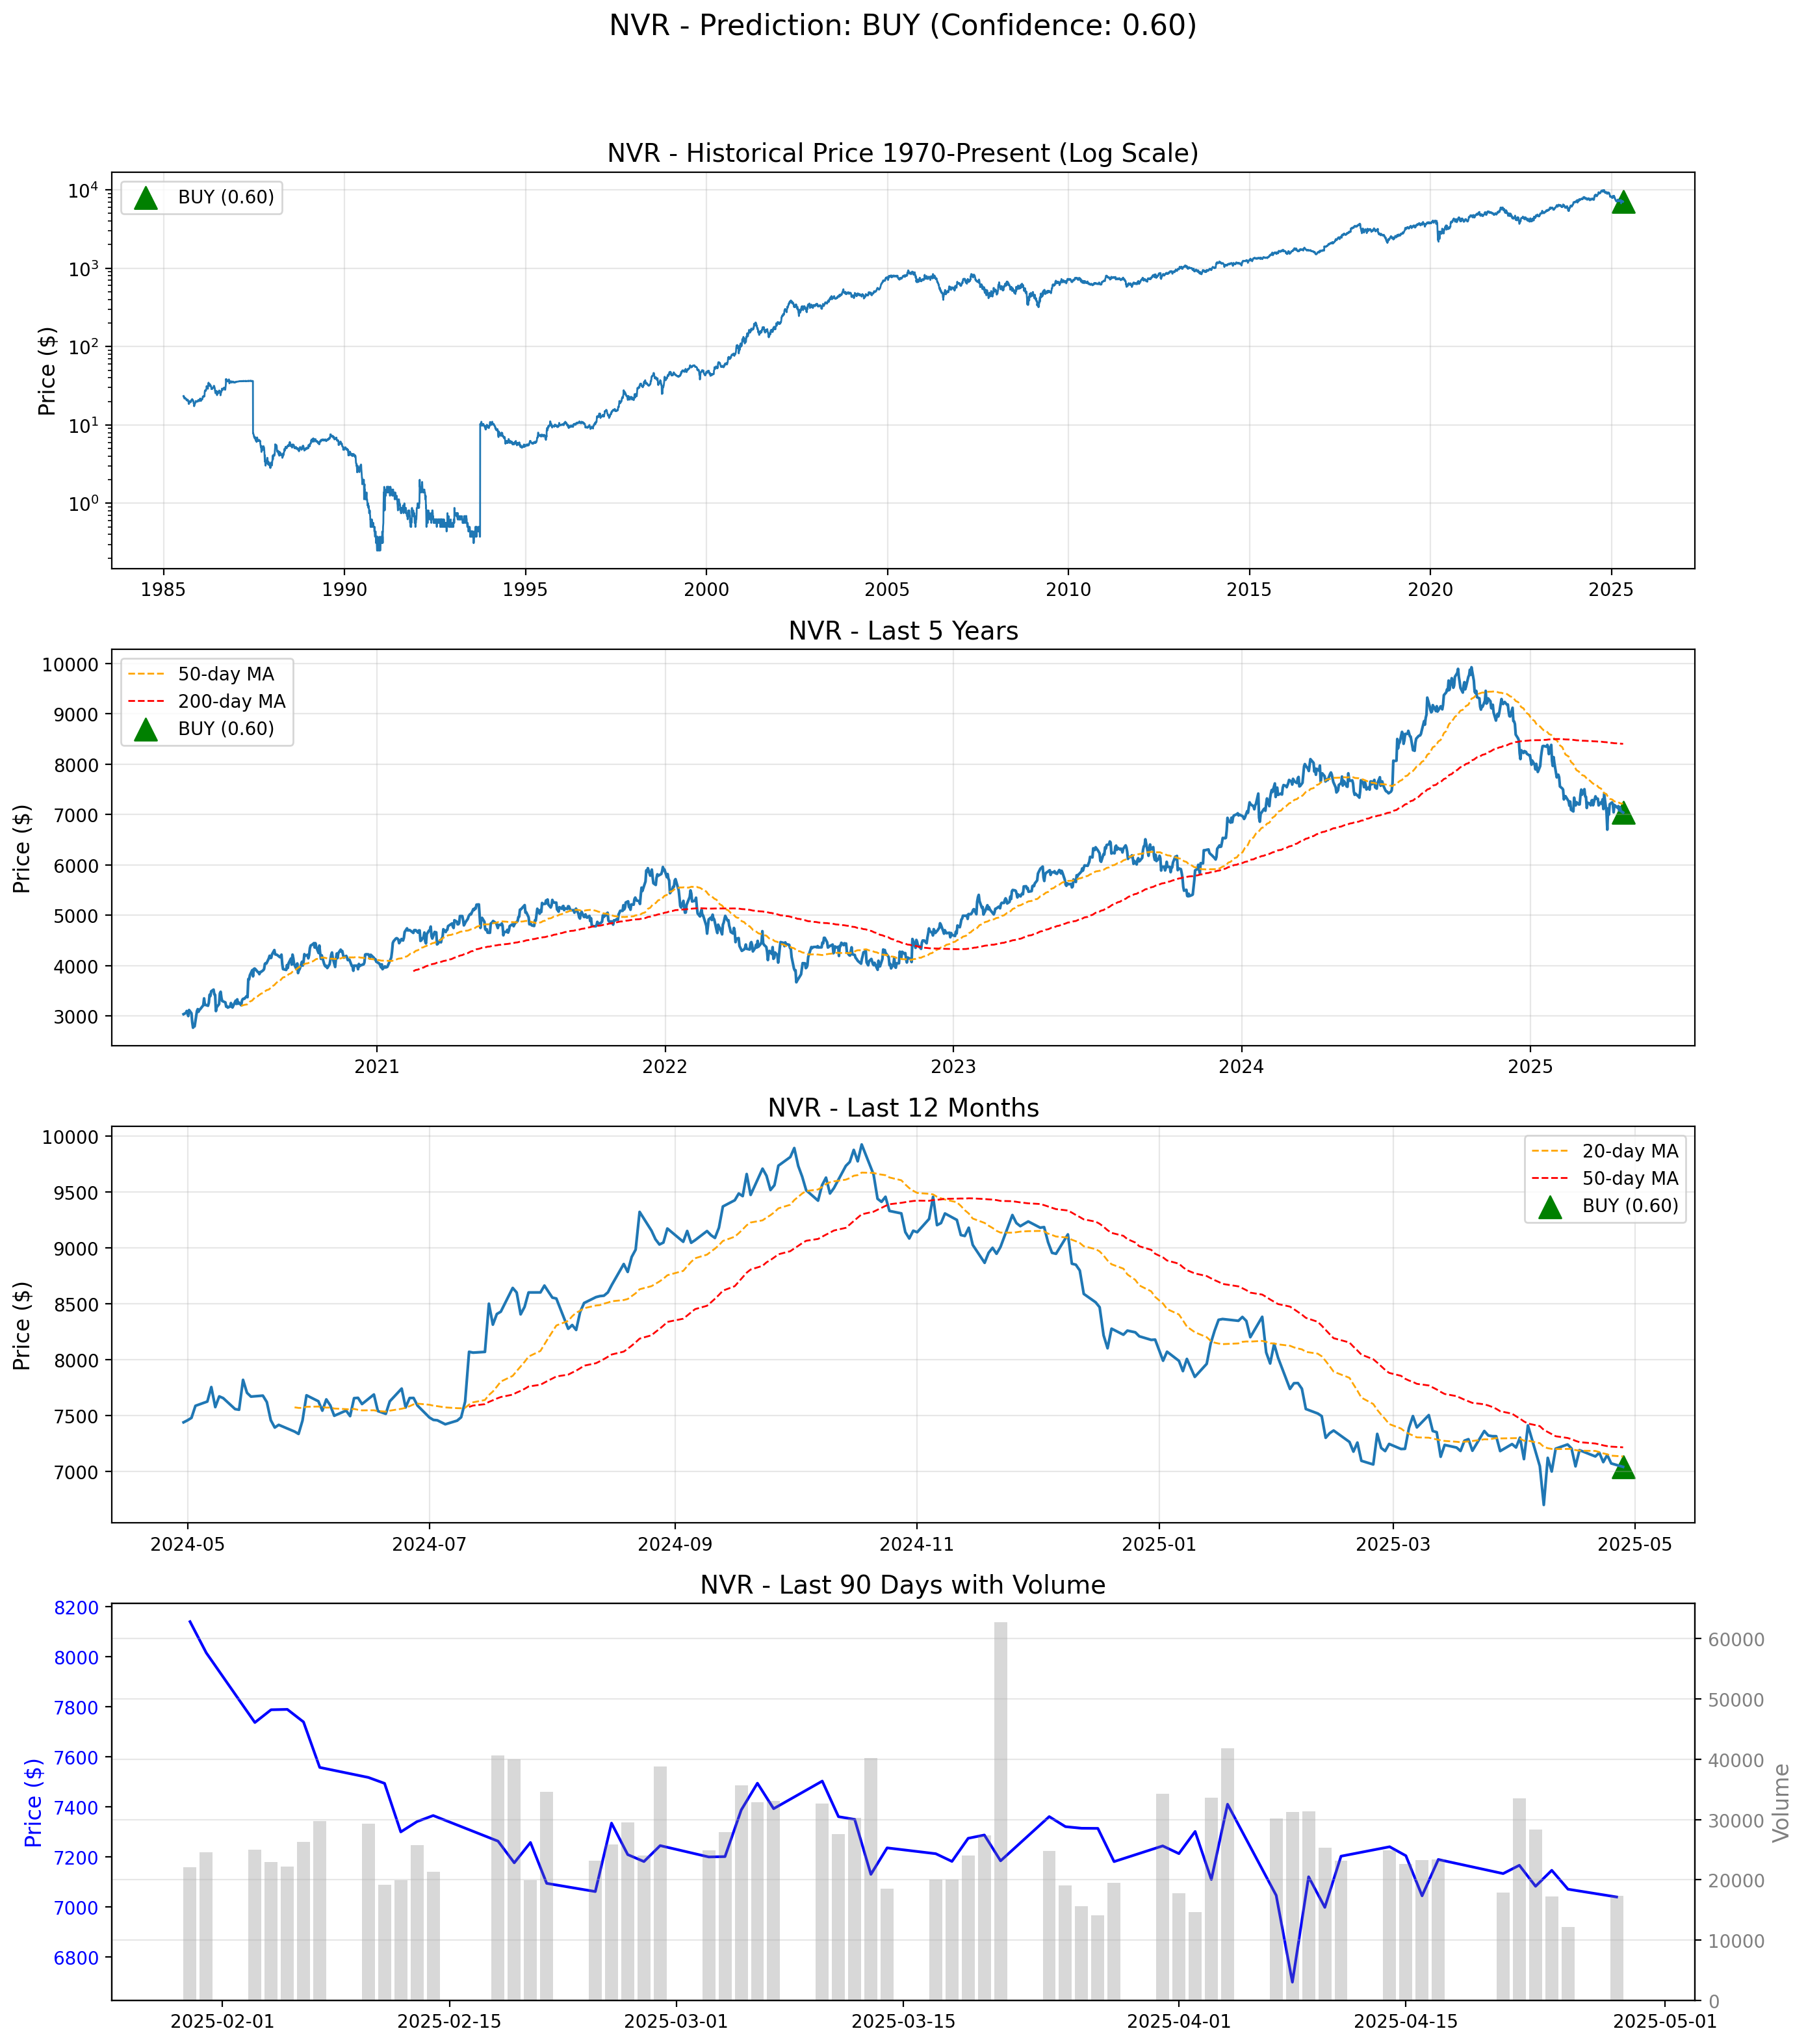 NVR - Prediction: BUY (Confidence: 0.60)
NVR - Historical Price 1970-Present (Log Scale)
BUY (0.60)
Price ($)
10⁴
10³
10²
10¹
10⁰
1985 1990 1995 2000 2005 2010 2015 2020 2025
NVR - Last 5 Years
50-day MA
200-day MA
BUY (0.60)
Price ($)
10000
9000
8000
7000
6000
5000
4000
3000
2021 2022 2023 2024 2025
NVR - Last 12 Months
20-day MA
50-day MA
BUY (0.60)
Price ($)
10000
9500
9000
8500
8000
7500
7000
2024-05 2024-07 2024-09 2024-11 2025-01 2025-03 2025-05
NVR - Last 90 Days with Volume
Price ($)
8200
8000
7800
7600
7400
7200
7000
6800
60000
50000
40000
30000
20000
10000
0
Volume
2025-02-01 2025-02-15 2025-03-01 2025-03-15 2025-04-01 2025-04-15 2025-05-01